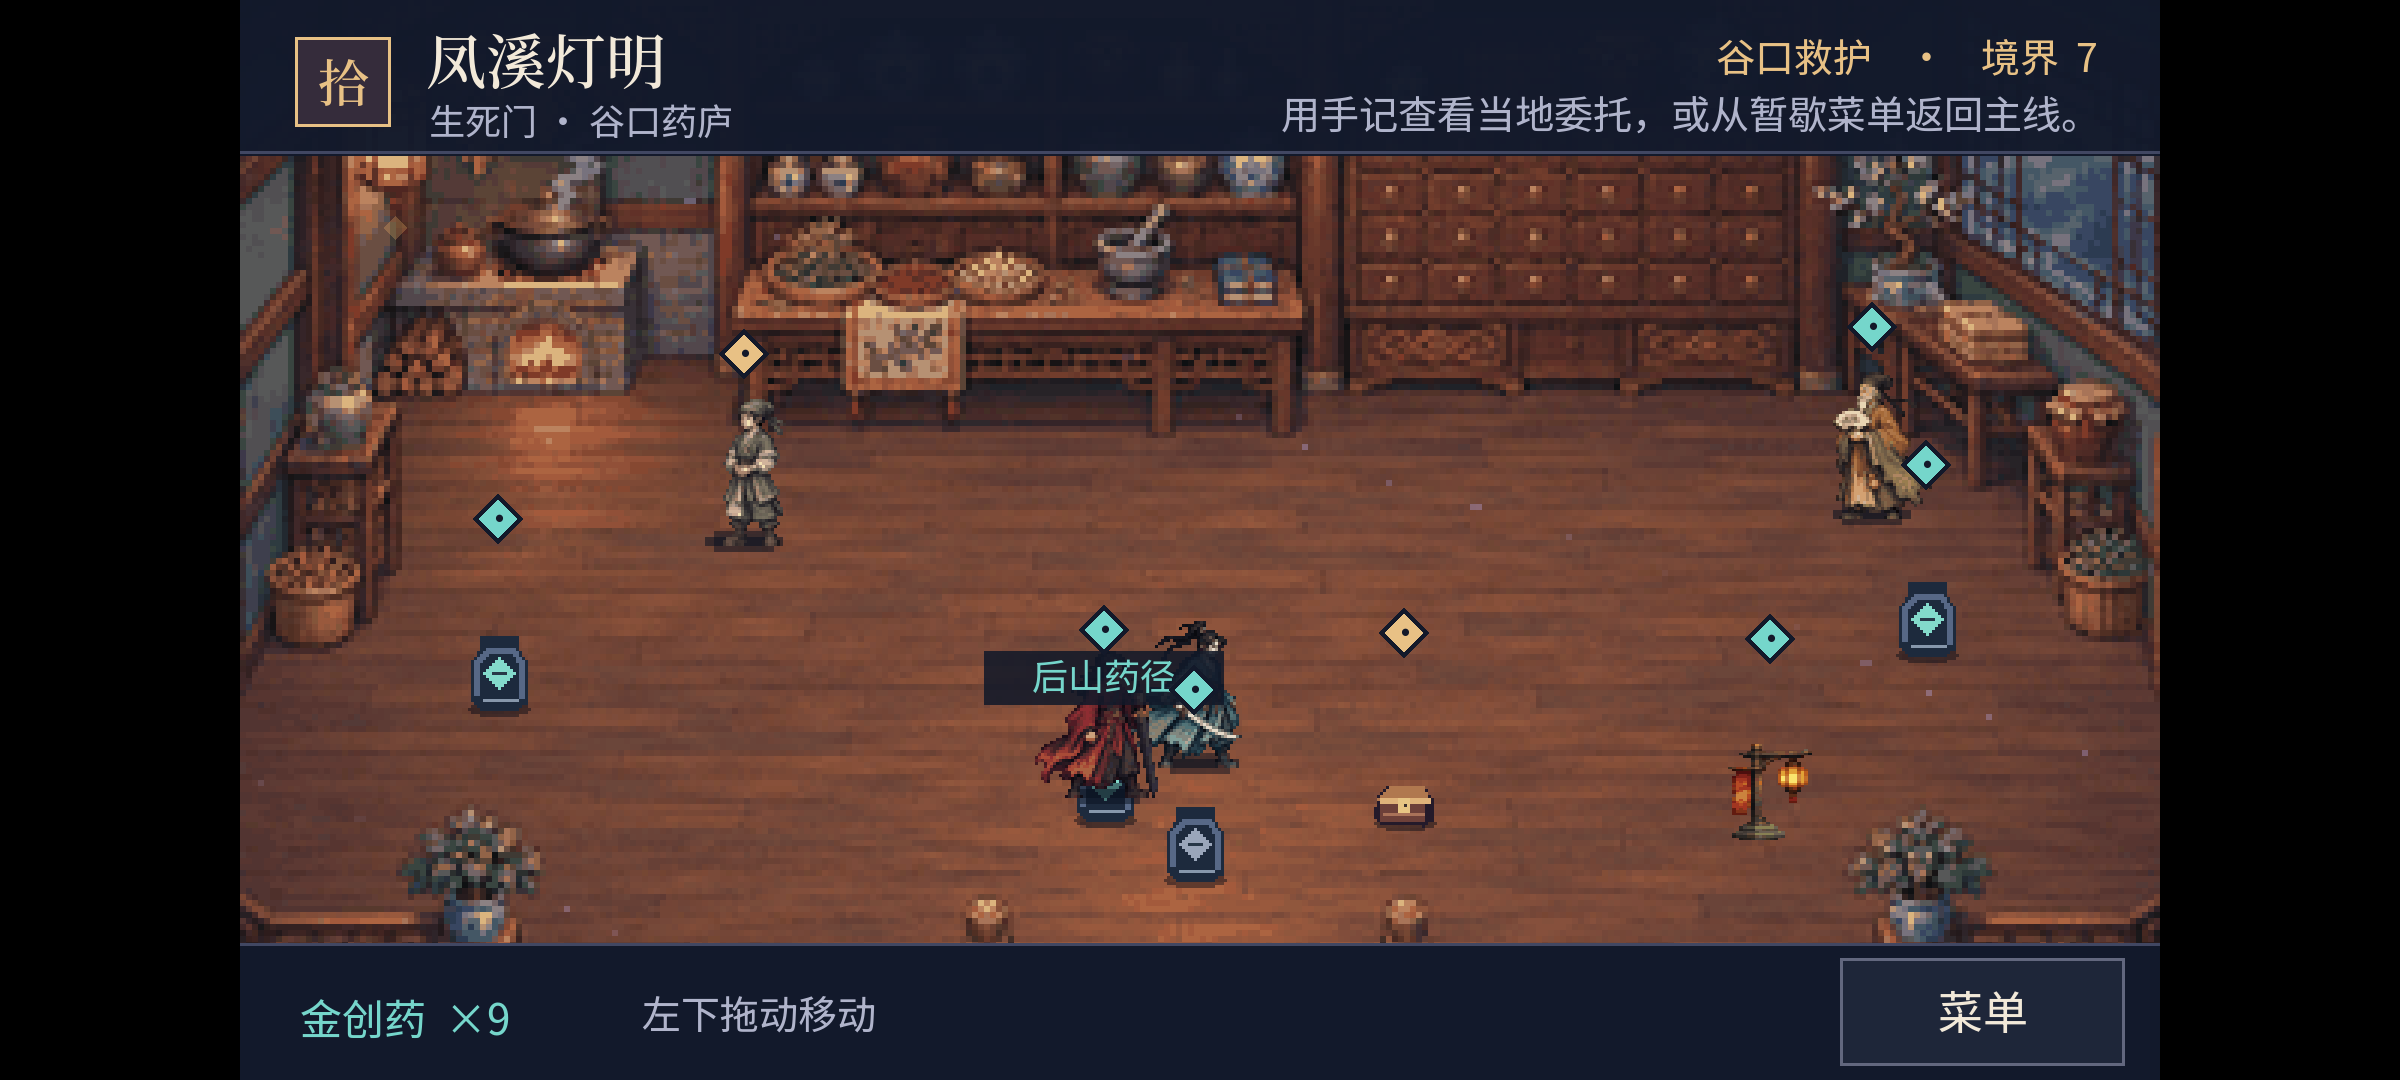 拾
凤溪灯明
生死门 · 谷口药庐
谷口救护 · 境界 7
用手记查看当地委托，或从暂歇菜单返回主线。
后山药径
金创药 ×9
左下拖动移动
菜单